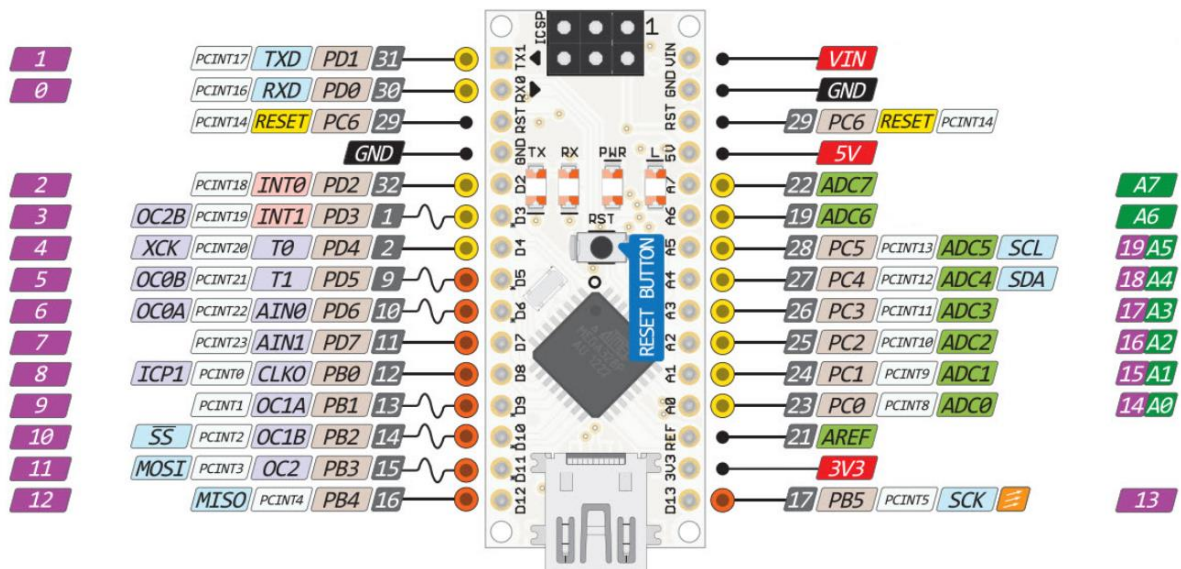 ICSP 1
1 PCINT17 TXD PD1 31 TX1 VIN VIN
0 PCINT16 RXD PD0 30 RX0 GND GND
PCINT14 RESET PC6 29 RST RST 29 PC6 RESET PCINT14
GND GND 5V 5V
TX RX PWR L
2 PCINT18 INT0 PD2 32 D2 A7 22 ADC7 A7
3 OC2B PCINT19 INT1 PD3 1 D3 A6 19 ADC6 A6
RST
4 XCK PCINT20 T0 PD4 2 D4 A5 28 PC5 PCINT13 ADC5 SCL 19 A5
5 OC0B PCINT21 T1 PD5 9 D5 A4 27 PC4 PCINT12 ADC4 SDA 18 A4
RESET BUTTON
6 OC0A PCINT22 AIN0 PD6 10 D6 A3 26 PC3 PCINT11 ADC3 17 A3
7 PCINT23 AIN1 PD7 11 D7 A2 25 PC2 PCINT10 ADC2 16 A2
8 ICP1 PCINT0 CLKO PB0 12 D8 A1 24 PC1 PCINT9 ADC1 15 A1
9 PCINT1 OC1A PB1 13 D9 A0 23 PC0 PCINT8 ADC0 14 A0
10 SS PCINT2 OC1B PB2 14 D10 REF 21 AREF
11 MOSI PCINT3 OC2 PB3 15 D11 3V3 3V3
12 MISO PCINT4 PB4 16 D12 D13 17 PB5 PCINT5 SCK 13